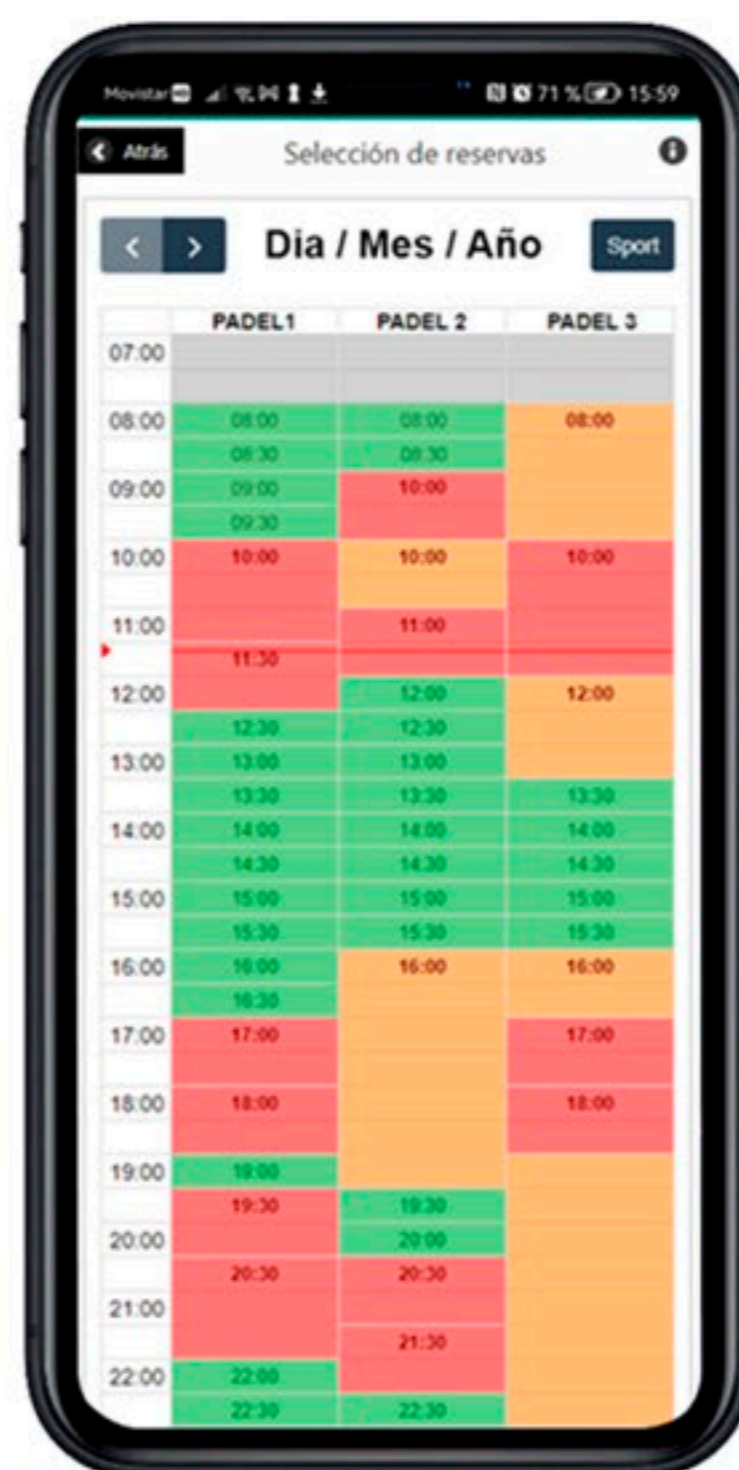 Movistar HD 71 % 15:59
Atrás Selección de reservas
< > Dia / Mes / Año Sport
PADEL1 PADEL 2 PADEL 3
07:00
08:00 08:00 08:00 08:00
08:30 08:30
09:00 09:00 10:00
09:30
10:00 10:00 10:00 10:00
11:00 11:00
11:30
12:00 12:00 12:00
12:30 12:30
13:00 13:00 13:00
13:30 13:30 13:30
14:00 14:00 14:00 14:00
14:30 14:30 14:30
15:00 15:00 15:00 15:00
15:30 15:30 15:30
16:00 16:00 16:00 16:00
16:30
17:00 17:00 17:00
18:00 18:00 18:00
19:00 19:00
19:30 19:30
20:00 20:00
20:30 20:30
21:00
21:30
22:00 22:00
22:30 22:30